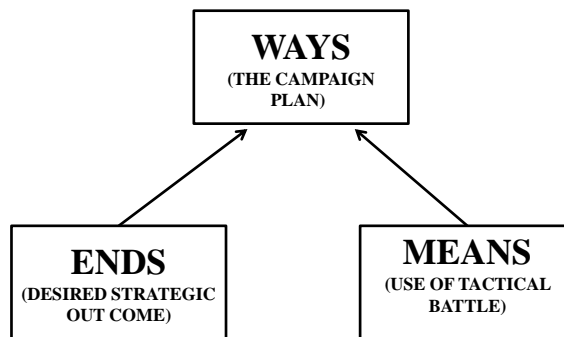 WAYS
(THE CAMPAIGN
PLAN)
ENDS
(DESIRED STRATEGIC
OUT COME)
MEANS
(USE OF TACTICAL
BATTLE)